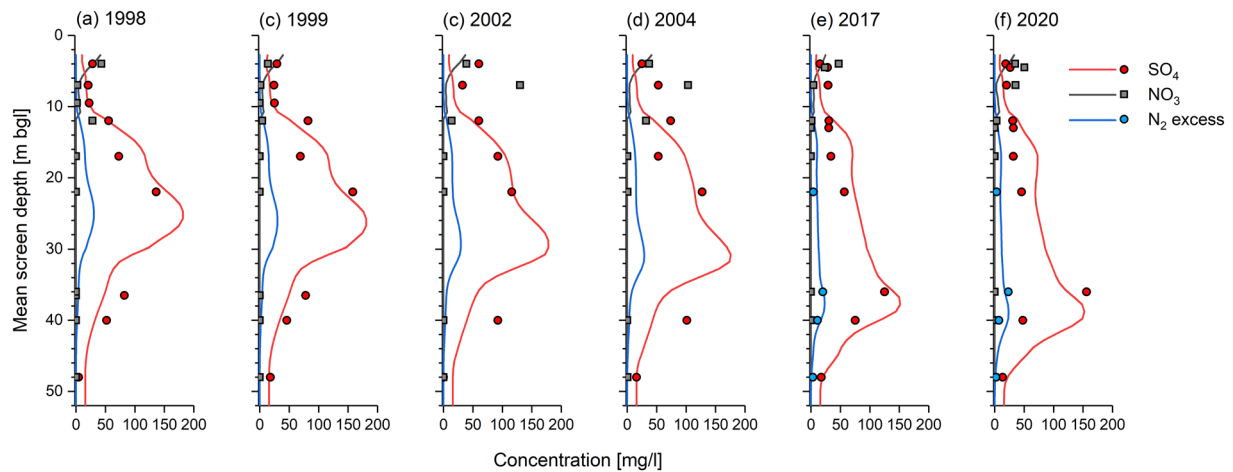 (a) 1998
(c) 1999
(c) 2002
(d) 2004
(e) 2017
(f) 2020
Mean screen depth [m bgl]
0
10
20
30
40
50
0 50 100 150 200
0 50 100 150 200
0 50 100 150 200
0 50 100 150 200
0 50 100 150 200
0 50 100 150 200
Concentration [mg/l]
SO₄
NO₃
N₂ excess